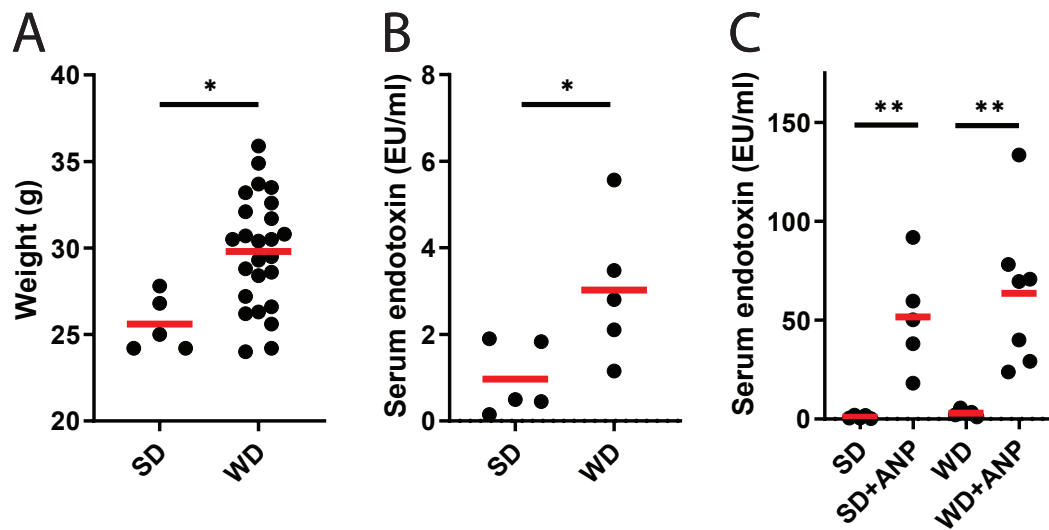 A
Weight (g)
40
35
30
25
20
*
SD
WD
B
Serum endotoxin (EU/ml)
8
6
4
2
0
*
SD
WD
C
Serum endotoxin (EU/ml)
150
100
50
0
**
**
SD
SD+ANP
WD
WD+ANP